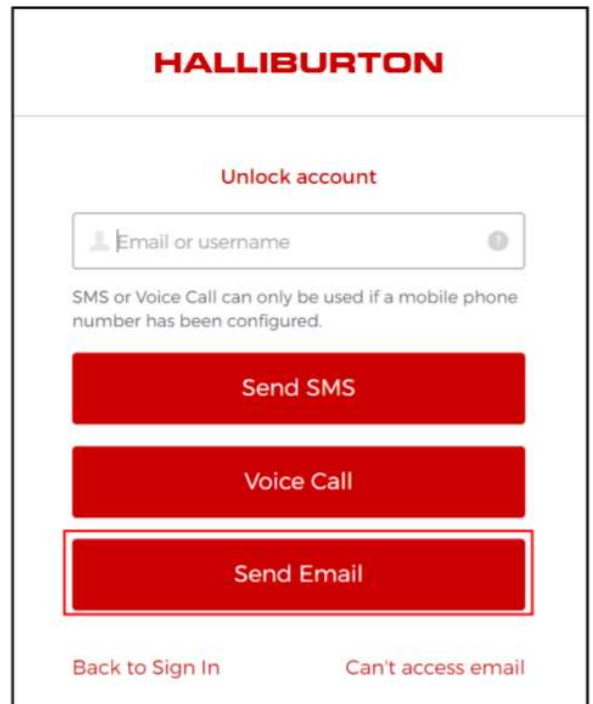 HALLIBURTON
Unlock account
Email or username
?
SMS or Voice Call can only be used if a mobile phone
number has been configured.
Send SMS
Voice Call
Send Email
Back to Sign In
Can't access email